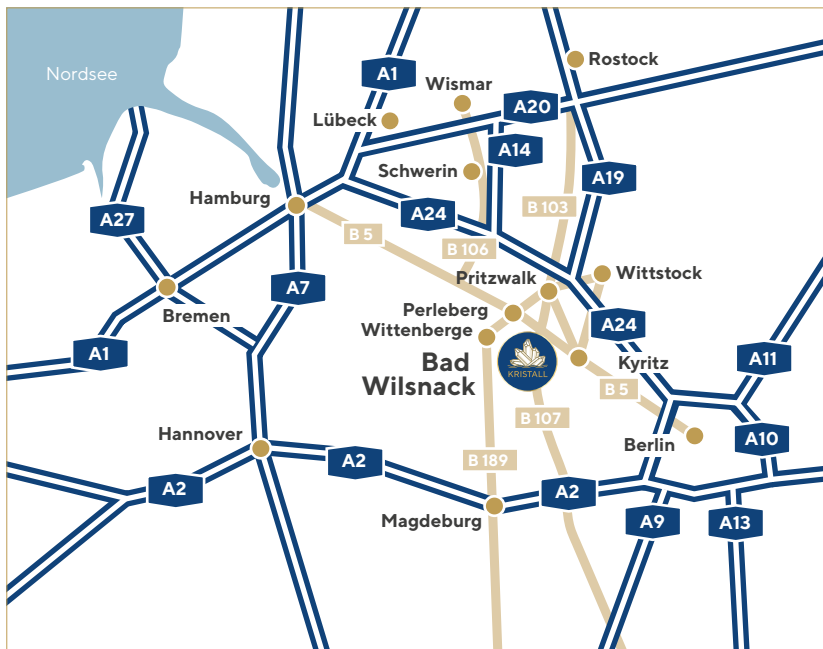 Nordsee
Rostock
A1
Wismar
A20
Lübeck
A14
Schwerin
A19
Hamburg
A27
A24
B 103
B 5
B 106
Pritzwalk
Wittstock
A7
Perleberg
Bremen
A24
Wittenberge
A1
Bad
Wilsnack
KRISTALL
Kyritz
A11
B 5
B 107
Hannover
A10
Berlin
A2
B 189
A2
A2
Magdeburg
A9
A13